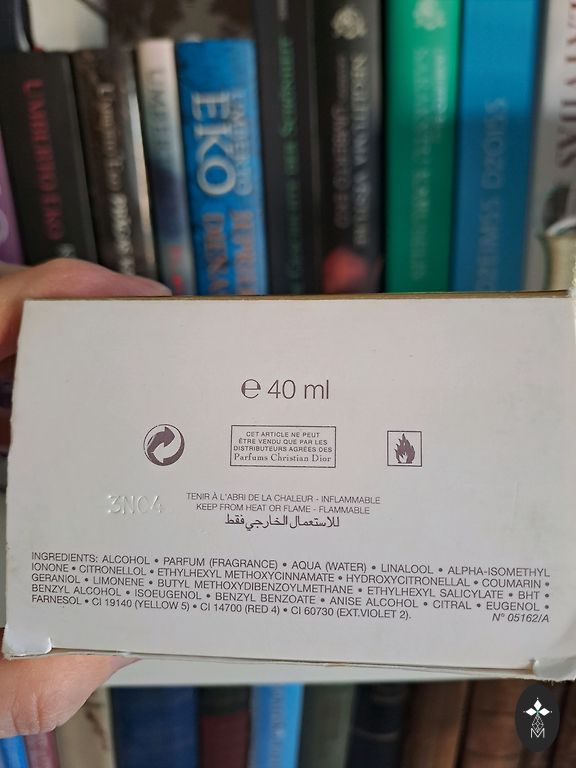 UMBERTO EKO
UMBERTO
EKO
e 40 ml
CET ARTICLE NE PEUT
ÊTRE VENDU QUE PAR LES
DISTRIBUTEURS AGRÉÉS DES
Parfums Christian Dior
3NC4
TENIR À L'ABRI DE LA CHALEUR - INFLAMMABLE
KEEP FROM HEAT OR FLAME - FLAMMABLE
للاستعمال الخارجي فقط
INGREDIENTS: ALCOHOL • PARFUM (FRAGRANCE) • AQUA (WATER) • LINALOOL • ALPHA-ISOMETHYL
IONONE • CITRONELLOL • ETHYLHEXYL METHOXYCINNAMATE • HYDROXYCITRONELLAL • COUMARIN •
GERANIOL • LIMONENE • BUTYL METHOXYDIBENZOYLMETHANE • ETHYLHEXYL SALICYLATE • BHT •
BENZYL ALCOHOL • ISOEUGENOL • BENZYL BENZOATE • ANISE ALCOHOL • CITRAL • EUGENOL •
FARNESOL • CI 19140 (YELLOW 5) • CI 14700 (RED 4) • CI 60730 (EXT.VIOLET 2).
N° 05162/A